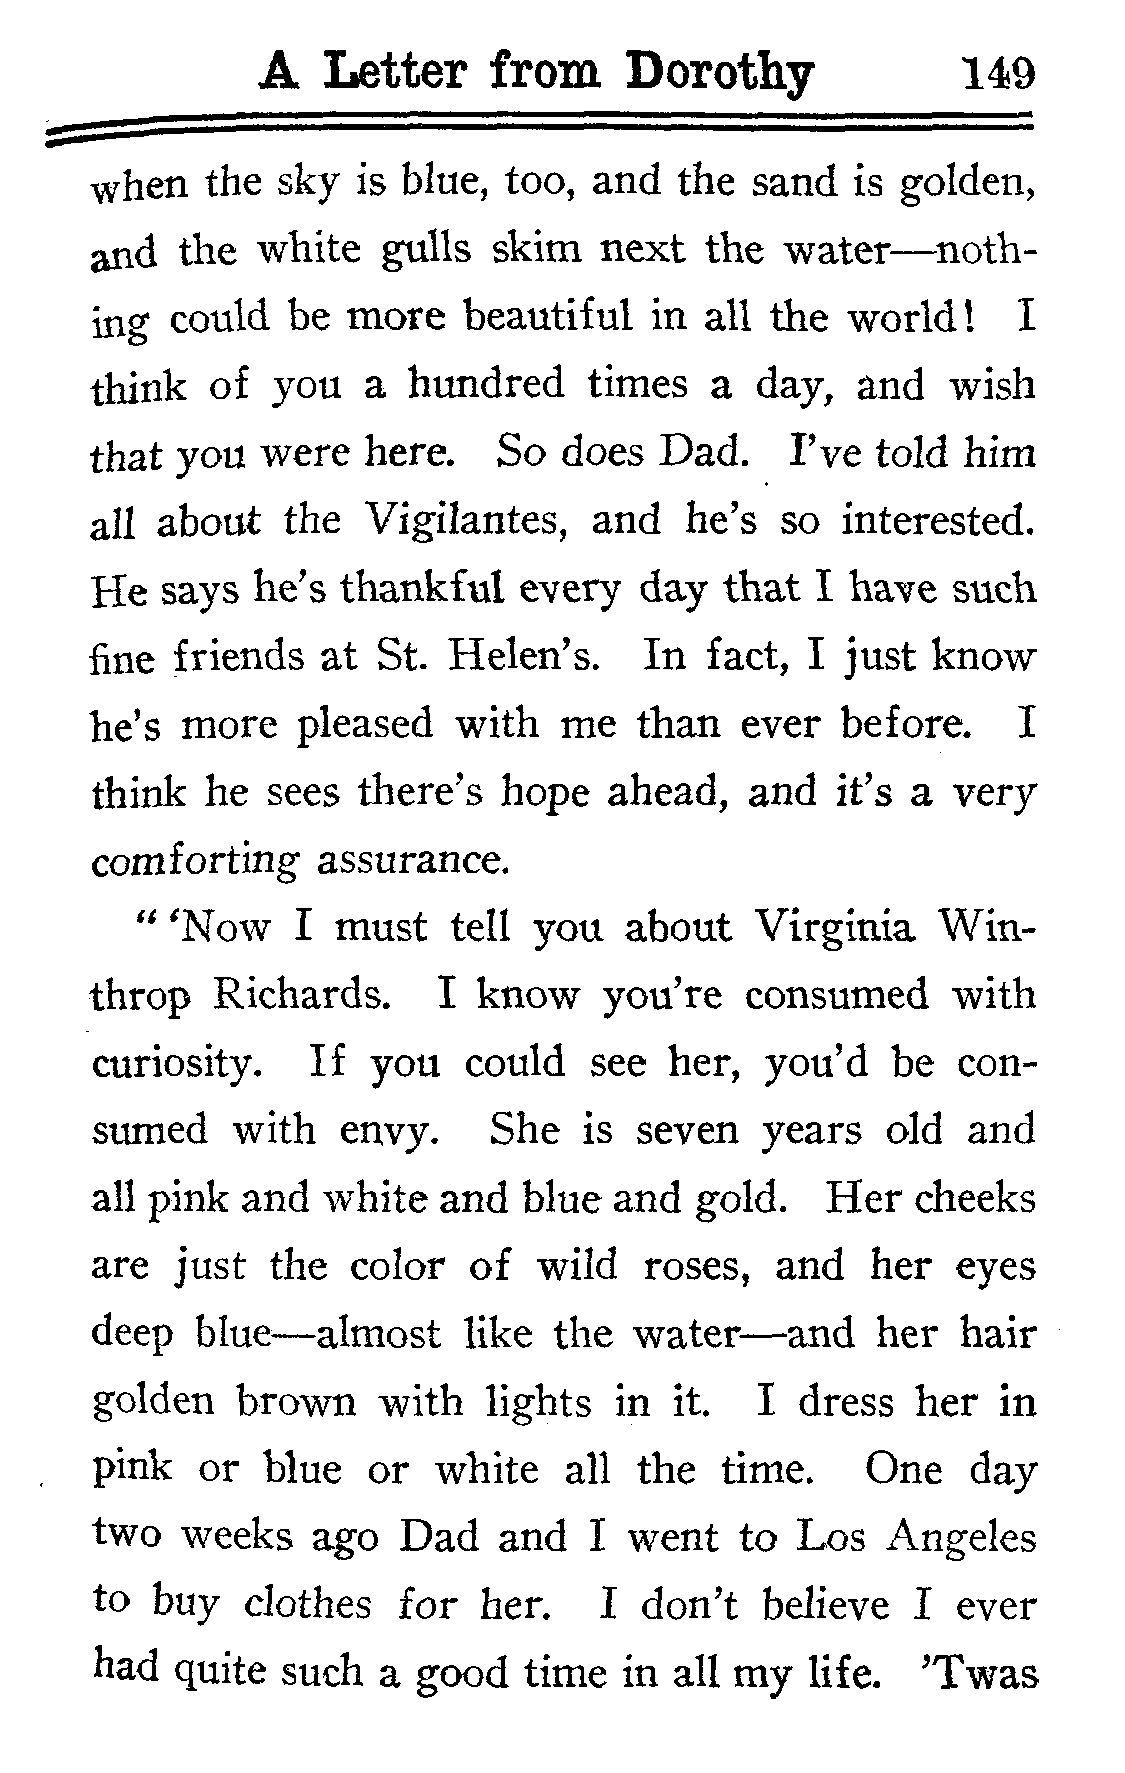 A Letter from Dorothy 149
when the sky is blue, too, and the sand is golden,
and the white gulls skim next the water—noth-
ing could be more beautiful in all the world! I
think of you a hundred times a day, and wish
that you were here. So does Dad. I've told him
all about the Vigilantes, and he's so interested.
He says he's thankful every day that I have such
fine friends at St. Helen's. In fact, I just know
he's more pleased with me than ever before. I
think he sees there's hope ahead, and it's a very
comforting assurance.
" 'Now I must tell you about Virginia Win-
throp Richards. I know you're consumed with
curiosity. If you could see her, you'd be con-
sumed with envy. She is seven years old and
all pink and white and blue and gold. Her cheeks
are just the color of wild roses, and her eyes
deep blue—almost like the water—and her hair
golden brown with lights in it. I dress her in
pink or blue or white all the time. One day
two weeks ago Dad and I went to Los Angeles
to buy clothes for her. I don't believe I ever
had quite such a good time in all my life. 'Twas